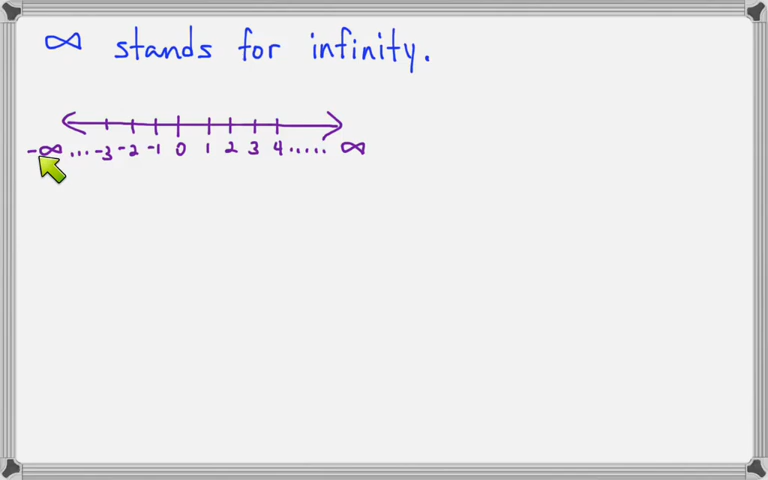 ∞ stands for infinity.
-∞ ... -3 -2 -1 0 1 2 3 4 ..... ∞